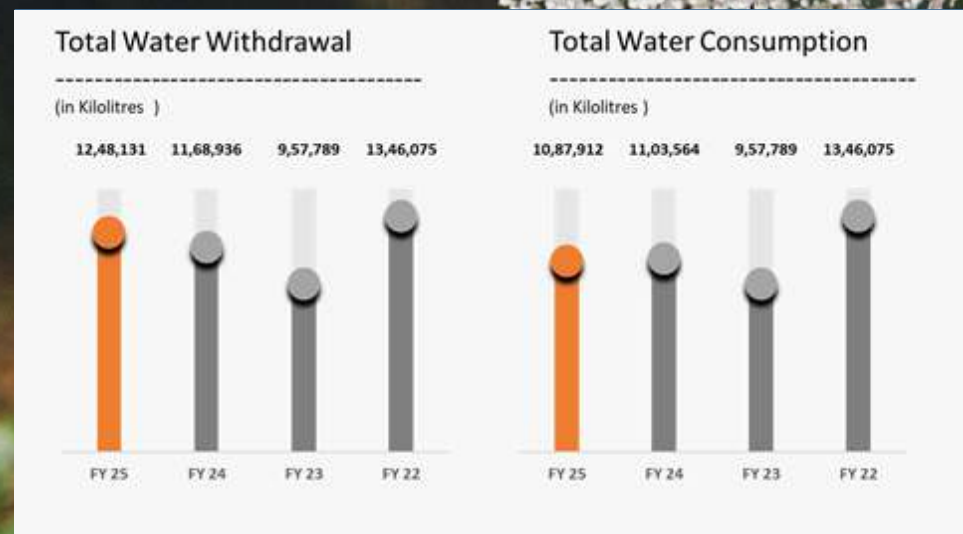 Total Water Withdrawal
----------------------------------------
(in Kilolitres )
12,48,131 11,68,936 9,57,789 13,46,075
FY 25 FY 24 FY 23 FY 22
Total Water Consumption
----------------------------------------
(in Kilolitres )
10,87,912 11,03,564 9,57,789 13,46,075
FY 25 FY 24 FY 23 FY 22